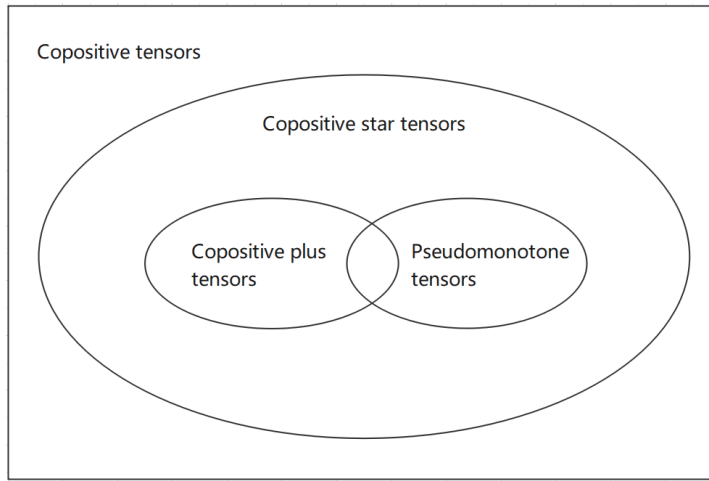 Copositive tensors
Copositive star tensors
Copositive plus
tensors
Pseudomonotone
tensors